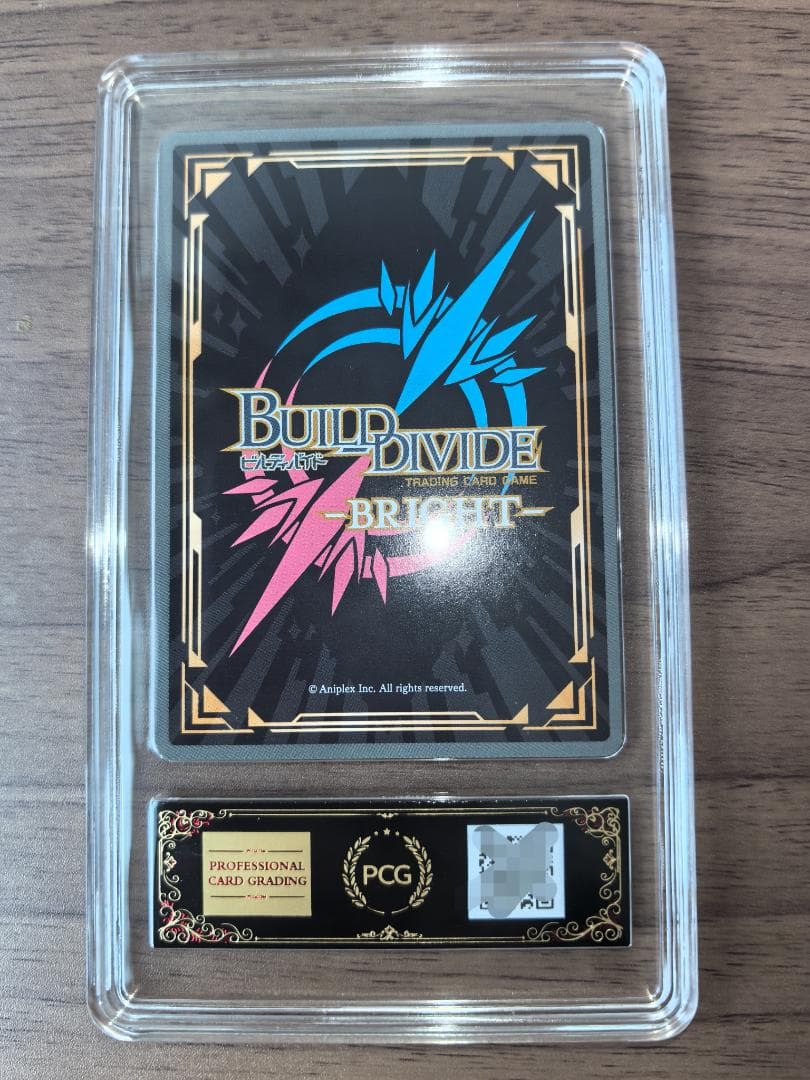 BUILD DIVIDE
ビルディバイド
TRADING CARD GAME
-BRIGHT-
© Aniplex Inc. All rights reserved.
PROFESSIONAL
CARD GRADING
PCG